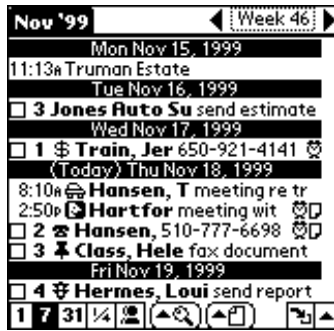 Nov '99 Week 46
Mon Nov 15, 1999
11:13a Truman Estate
Tue Nov 16, 1999
3 Jones Auto Su send estimate
Wed Nov 17, 1999
1 $ Train, Jer 650-921-4141
(Today) Thu Nov 18, 1999
8:10a Hansen, T meeting re tr
2:50p Hartfor meeting wit
2 Hansen, 510-777-6698
3 Class, Hele fax document
Fri Nov 19, 1999
4 Hermes, Loui send report
1 7 31 ¼